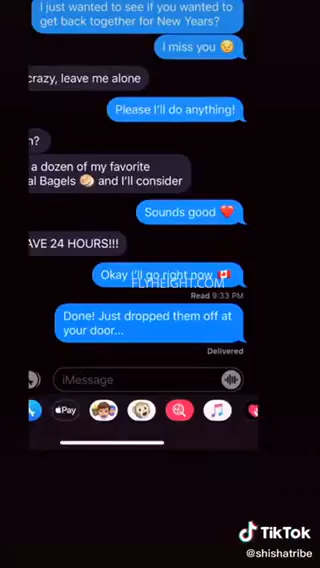 I just wanted to see if you wanted to
get back together for New Years?
I miss you 😢
crazy, leave me alone
Please I'll do anything!
n?
a dozen of my favorite
al Bagels 🥯 and I'll consider
Sounds good ❤️
AVE 24 HOURS!!!
Okay I'll go right now 🇨🇦
FLYHEIGHT.COM
Read 9:33 PM
Done! Just dropped them off at
your door...
Delivered
iMessage
Pay
TikTok
@shishatribe